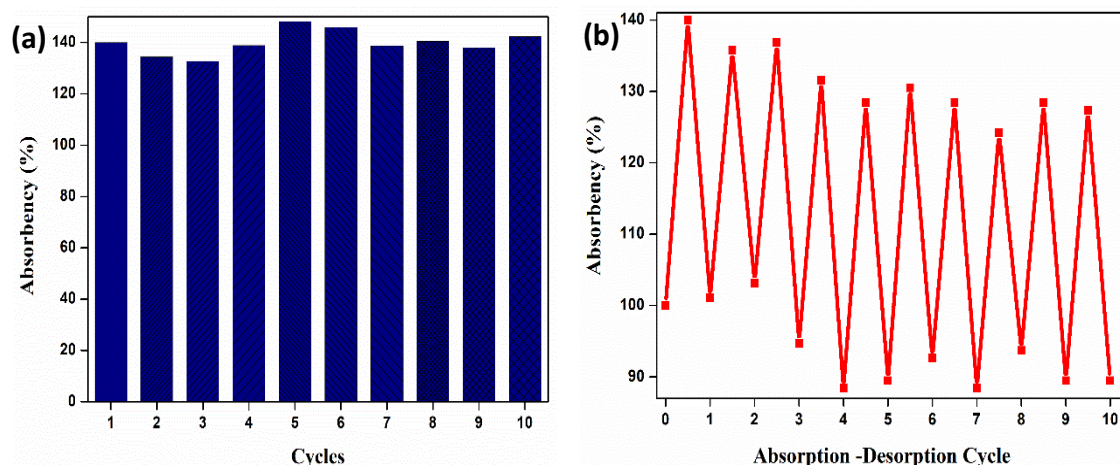 (a)
Absorbency (%)
140
120
100
80
60
40
20
0
1 2 3 4 5 6 7 8 9 10
Cycles
(b)
Absorbency (%)
140
130
120
110
100
90
0 1 2 3 4 5 6 7 8 9 10
Absorption -Desorption Cycle